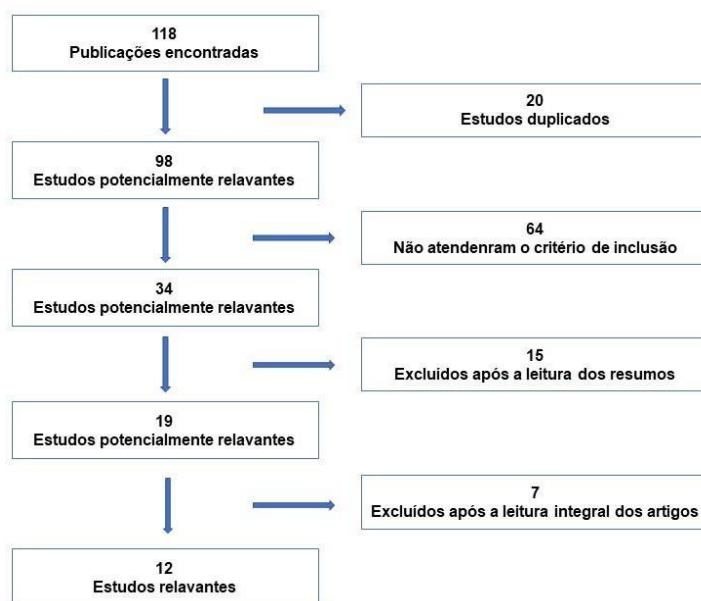 118
Publicações encontradas
20
Estudos duplicados
98
Estudos potencialmente relavantes
64
Não atendenram o critério de inclusão
34
Estudos potencialmente relavantes
15
Excluídos após a leitura dos resumos
19
Estudos potencialmente relavantes
7
Excluídos após a leitura integral dos artigos
12
Estudos relavantes